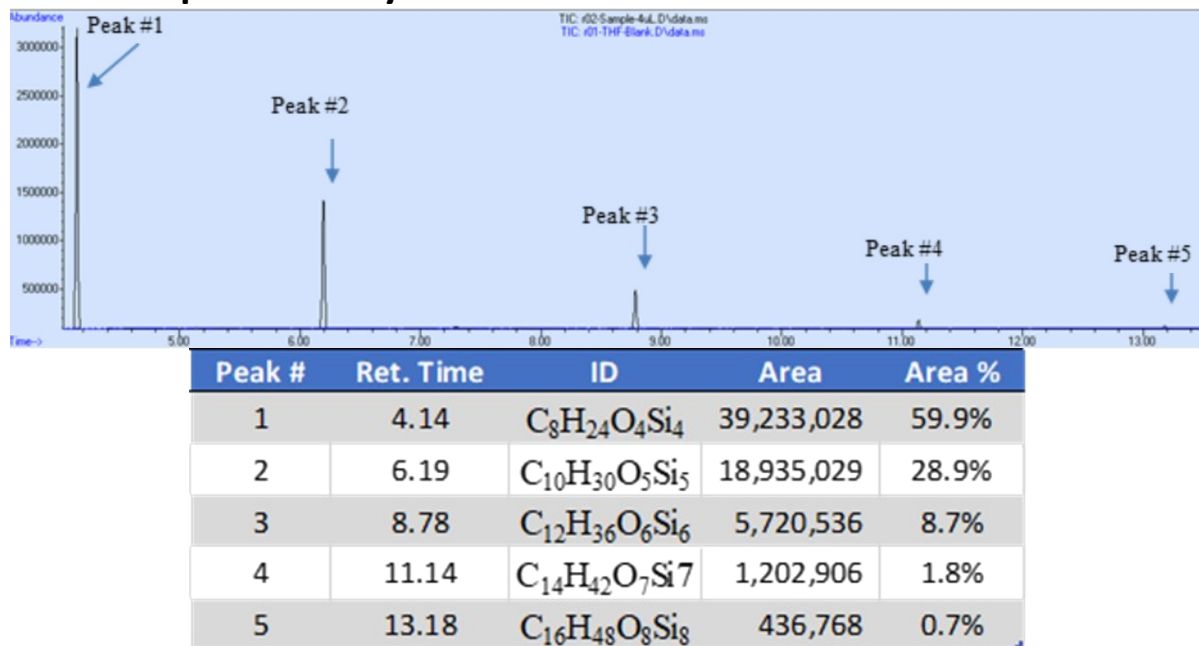 Abundance
TIC: r02-Sample-4uL.D\data.ms
TIC: r01-THF-Blank.D\data.ms
Peak #1
3000000
2500000
Peak #2
2000000
1500000
Peak #3
1000000
Peak #4
Peak #5
500000
Time-->
5.00 6.00 7.00 8.00 9.00 10.00 11.00 12.00 13.00
Peak # Ret. Time ID Area Area %
1 4.14 C₈H₂₄O₄Si₄ 39,233,028 59.9%
2 6.19 C₁₀H₃₀O₅Si₅ 18,935,029 28.9%
3 8.78 C₁₂H₃₆O₆Si₆ 5,720,536 8.7%
4 11.14 C₁₄H₄₂O₇Si7 1,202,906 1.8%
5 13.18 C₁₆H₄₈O₈Si₈ 436,768 0.7%